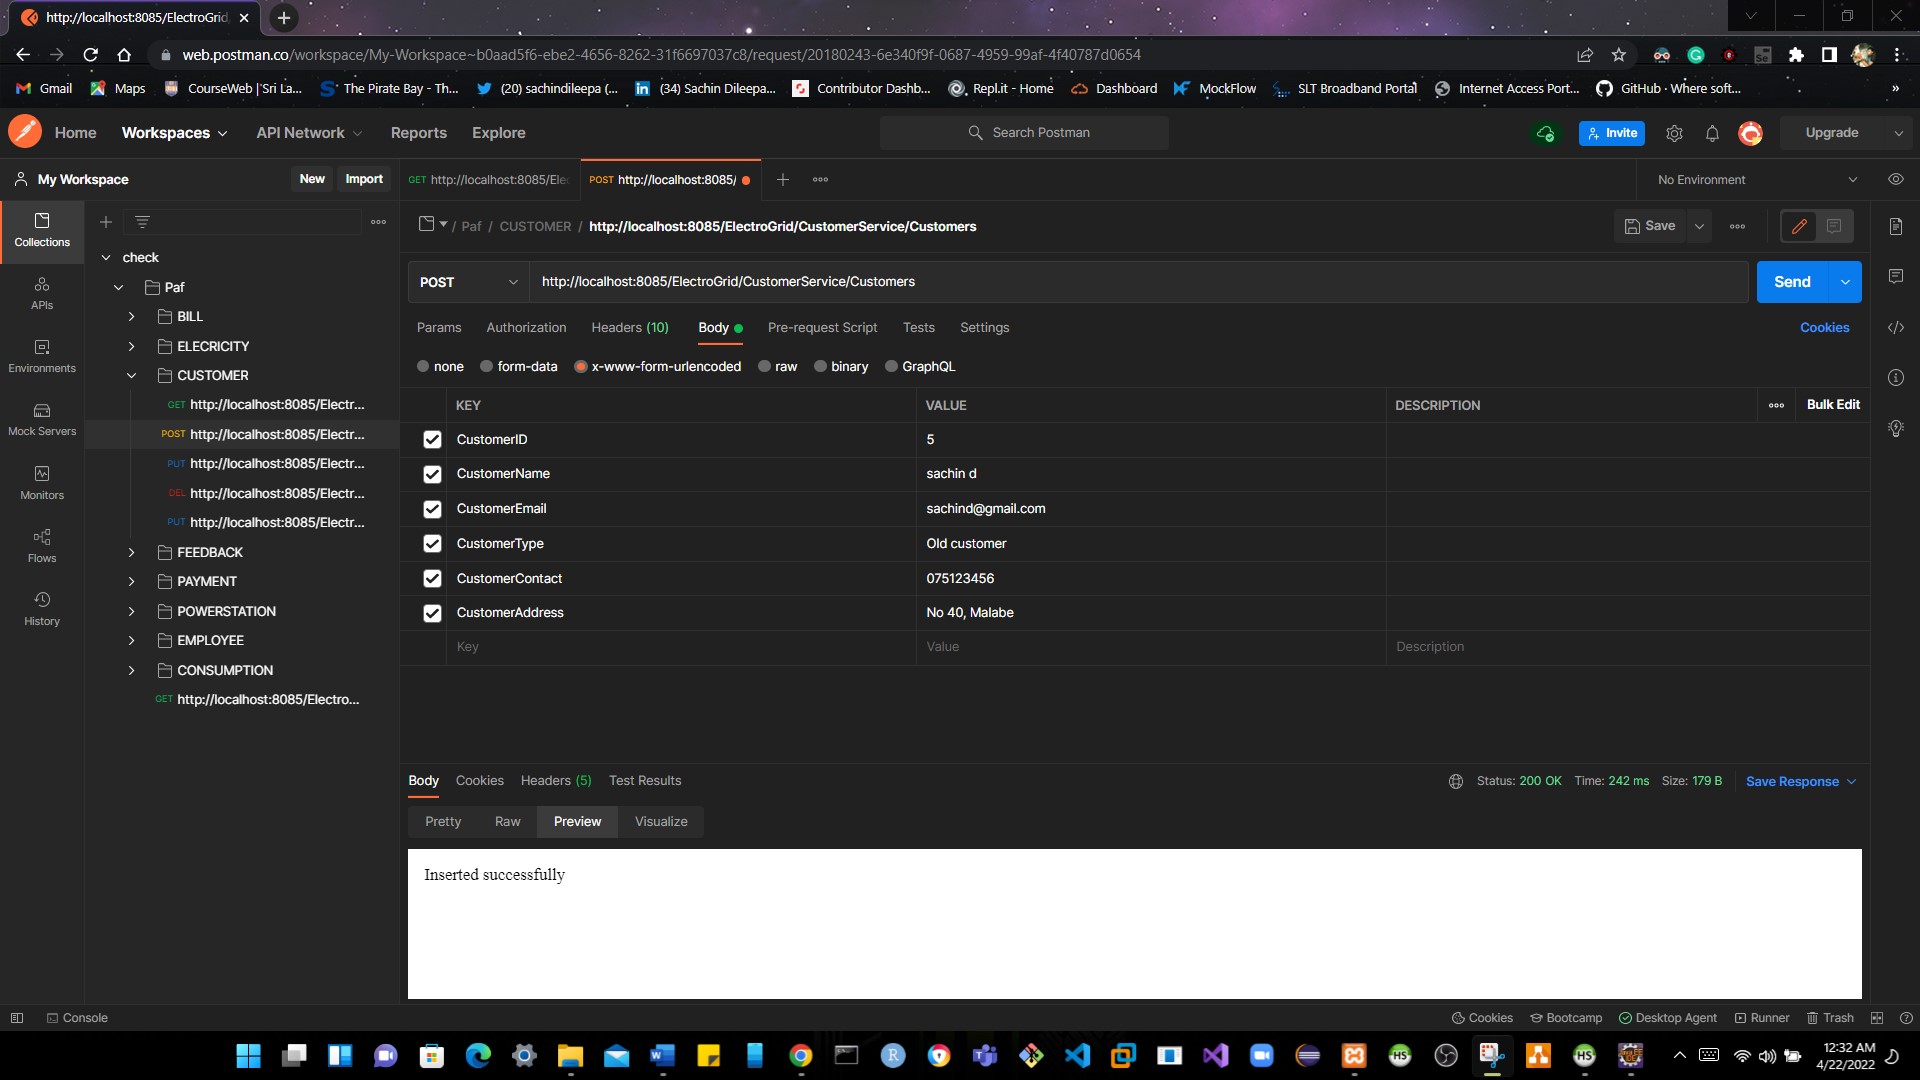 http://localhost:8085/ElectroGrid
web.postman.co/workspace/My-Workspace~b0aad5f6-ebe2-4656-8262-31f6697037c8/request/20180243-6e340f9f-0687-4959-99af-4f40787d0654
Gmail Maps CourseWeb | Sri La... The Pirate Bay - Th... (20) sachindileepa (... (34) Sachin Dileepa... Contributor Dashb... Repl.it - Home Dashboard MockFlow SLT Broadband Portal Internet Access Port... GitHub · Where soft... »
Home Workspaces API Network Reports Explore Search Postman Invite Upgrade
My Workspace New Import GET http://localhost:8085/Ele POST http://localhost:8085/ No Environment
Collections
APIs
Environments
Mock Servers
Monitors
Flows
History
check
Paf
BILL
ELECRICITY
CUSTOMER
GET http://localhost:8085/Electr...
POST http://localhost:8085/Electr...
PUT http://localhost:8085/Electr...
DEL http://localhost:8085/Electr...
PUT http://localhost:8085/Electr...
FEEDBACK
PAYMENT
POWERSTATION
EMPLOYEE
CONSUMPTION
GET http://localhost:8085/Electro...
/ Paf / CUSTOMER / http://localhost:8085/ElectroGrid/CustomerService/Customers Save
POST http://localhost:8085/ElectroGrid/CustomerService/Customers Send
Params Authorization Headers (10) Body Pre-request Script Tests Settings Cookies
none form-data x-www-form-urlencoded raw binary GraphQL
KEY VALUE DESCRIPTION Bulk Edit
CustomerID 5
CustomerName sachin d
CustomerEmail sachind@gmail.com
CustomerType Old customer
CustomerContact 075123456
CustomerAddress No 40, Malabe
Key Value Description
Body Cookies Headers (5) Test Results Status: 200 OK Time: 242 ms Size: 179 B Save Response
Pretty Raw Preview Visualize
Inserted successfully
Console Cookies Bootcamp Desktop Agent Runner Trash
12:32 AM
4/22/2022